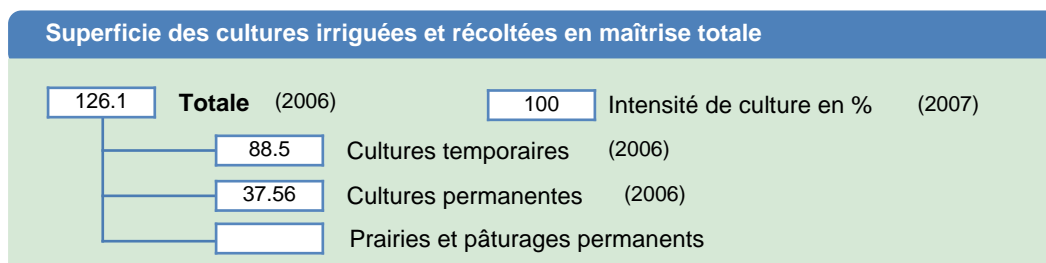 Superficie des cultures irriguées et récoltées en maîtrise totale
126.1 Totale (2006) 100 Intensité de culture en % (2007)
88.5 Cultures temporaires (2006)
37.56 Cultures permanentes (2006)
Prairies et pâturages permanents